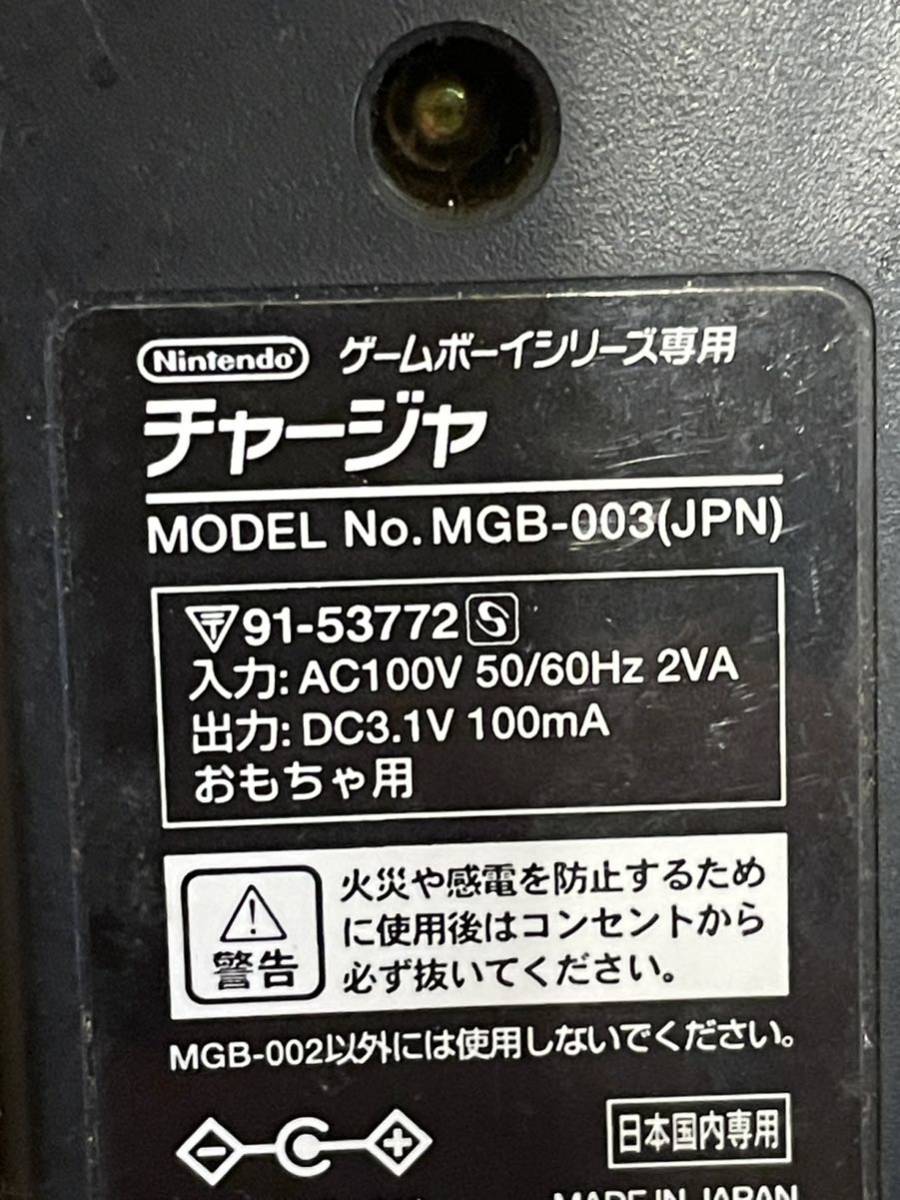 Nintendo ゲームボーイシリーズ専用
チャージャ
MODEL No. MGB-003(JPN)
〒91-53772 S
入力: AC100V 50/60Hz 2VA
出力: DC3.1V 100mA
おもちゃ用
警告
火災や感電を防止するため
に使用後はコンセントから
必ず抜いてください。
MGB-002以外には使用しないでください。
日本国内専用
MADE IN JAPAN